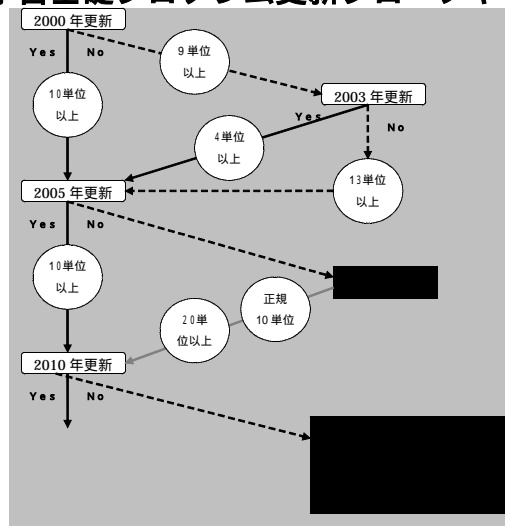 2000 年更新
Yes No
9 単位
以上
10単位
以上
2003 年更新
Yes
No
4単位
以上
13単位
以上
2005 年更新
Yes No
10単位
以上
正規
10 単位
20単
位以上
2010 年更新
Yes No